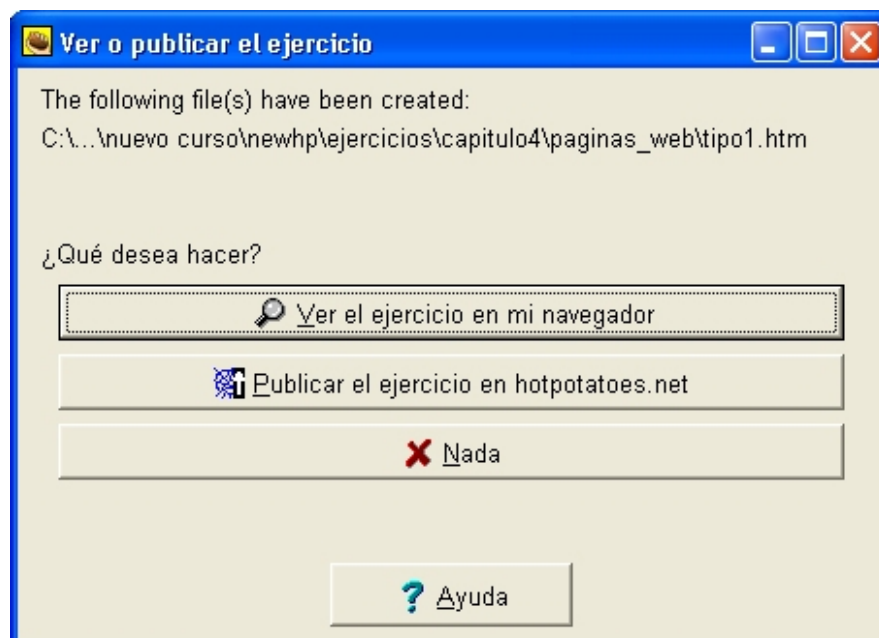 Ver o publicar el ejercicio
The following file(s) have been created:
C:\...\nuevo curso\newhp\ejercicios\capitulo4\paginas_web\tipo1.htm
¿Qué desea hacer?
Ver el ejercicio en mi navegador
Publicar el ejercicio en hotpotatoes.net
Nada
Ayuda